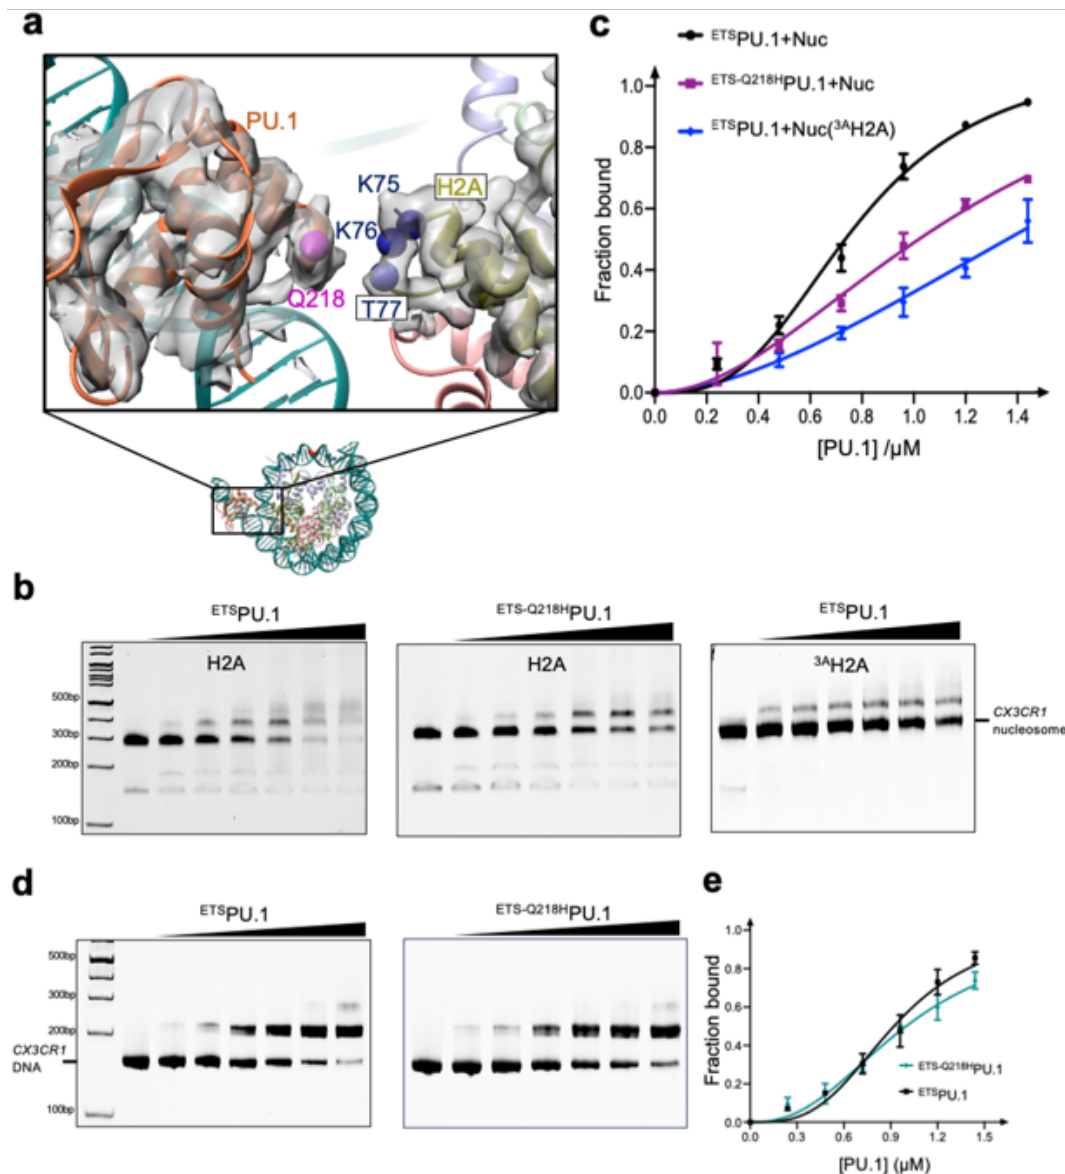 a
PU.1
K75
H2A
K76
Q218
T77
c
ETSPU.1+Nuc
ETS-Q218HPU.1+Nuc
ETSPU.1+Nuc(3AH2A)
Fraction bound
1.0
0.8
0.6
0.4
0.2
0.0
0.0 0.2 0.4 0.6 0.8 1.0 1.2 1.4
[PU.1] /μM
b
ETSPU.1
H2A
500bp
300bp
200bp
100bp
ETS-Q218HPU.1
H2A
ETSPU.1
3AH2A
CX3CR1
nucleosome
d
ETSPU.1
500bp
300bp
200bp
CX3CR1
DNA
100bp
ETS-Q218HPU.1
e
Fraction bound
1.0
0.8
0.6
0.4
0.2
0.0
ETS-Q218HPU.1
ETSPU.1
0.0 0.3 0.6 0.9 1.2 1.5
[PU.1] (μM)